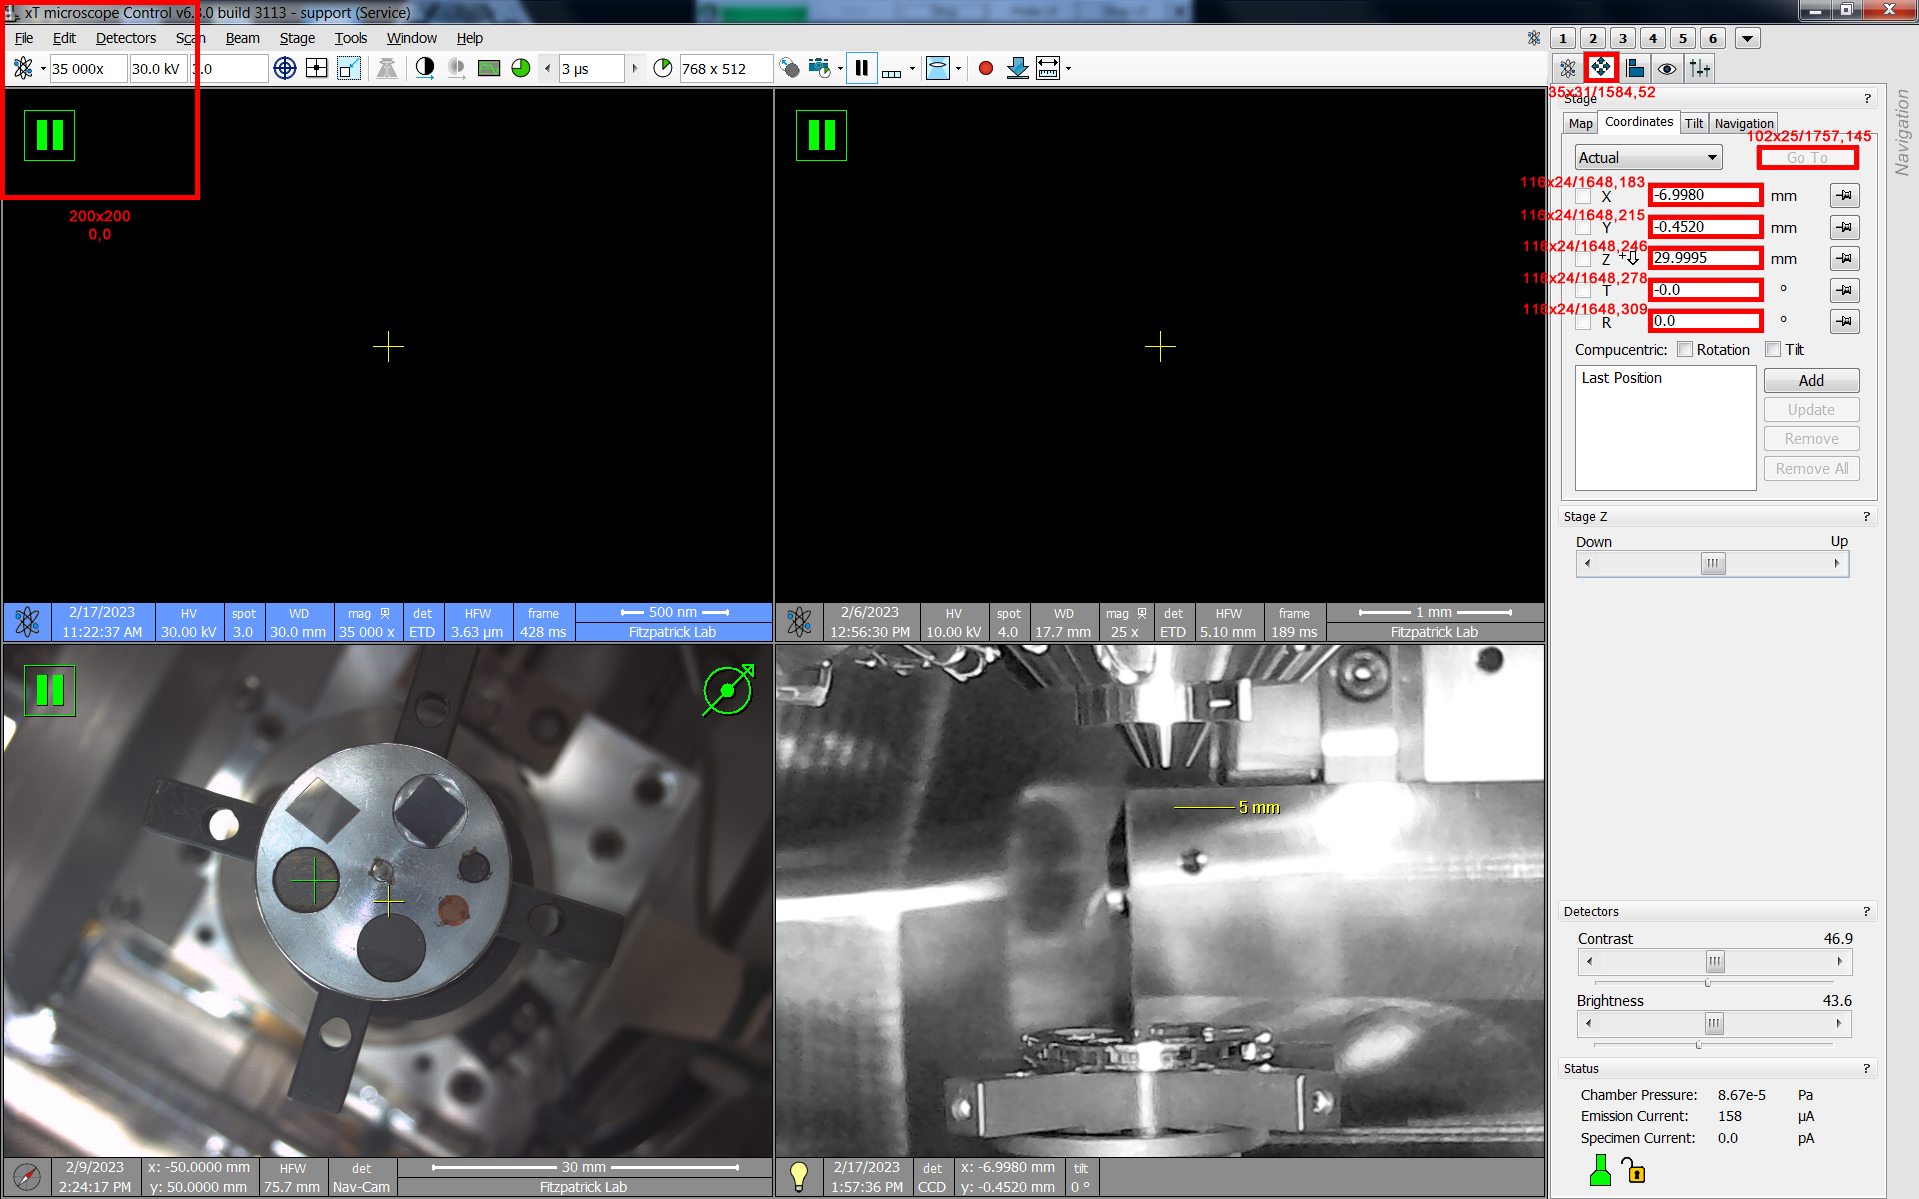 xT microscope Control v6.3.0 build 3113 - support (Service)
File Edit Detectors Scan Beam Stage Tools Window Help
1 2 3 4 5 6
35 000x 30.0 kV 3.0 3 µs 768 x 512
35x31/1584,52
Stage ?
Navigation
Map Coordinates Tilt Navigation
102x25/1757,145
Actual Go To
116x24/1648,183
X -6.9980 mm
200x200
0,0
116x24/1648,215
Y -0.4520 mm
116x24/1648,246
Z 29.9995 mm
116x24/1648,278
T -0.0 °
116x24/1648,309
R 0.0 °
Compucentric: Rotation Tilt
Last Position
Add
Update
Remove
Remove All
Stage Z ?
Down Up
2/17/2023 HV spot WD mag det HFW frame 500 nm
11:22:37 AM 30.00 kV 3.0 30.0 mm 35 000 x ETD 3.63 µm 428 ms Fitzpatrick Lab
2/6/2023 HV spot WD mag det HFW frame 1 mm
12:56:30 PM 10.00 kV 4.0 17.7 mm 25 x ETD 5.10 mm 189 ms Fitzpatrick Lab
5 mm
Detectors ?
Contrast 46.9
Brightness 43.6
Status ?
Chamber Pressure: 8.67e-5 Pa
Emission Current: 158 µA
Specimen Current: 0.0 pA
2/9/2023 x: -50.0000 mm HFW det 30 mm
2:24:17 PM y: 50.0000 mm 75.7 mm Nav-Cam Fitzpatrick Lab
2/17/2023 det x: -6.9980 mm tilt
1:57:36 PM CCD y: -0.4520 mm 0 °